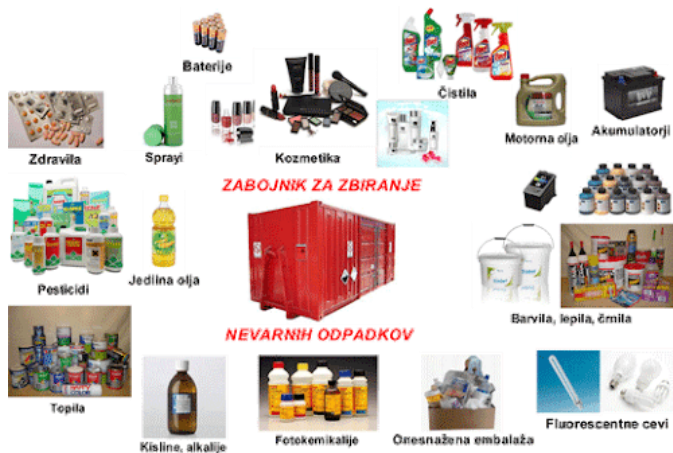 Baterije
Čistila
Zdravila
Sprayi
Kozmetika
Motorna olja
Akumulatorji
ZABOJNIK ZA ZBIRANJE
Pesticidi
Jedilna olja
NEVARNIH ODPADKOV
Barvila, lepila, črnila
Topila
Kisline, alkalije
Fotokemikalije
Onesnažena embalaža
Fluorescentne cevi